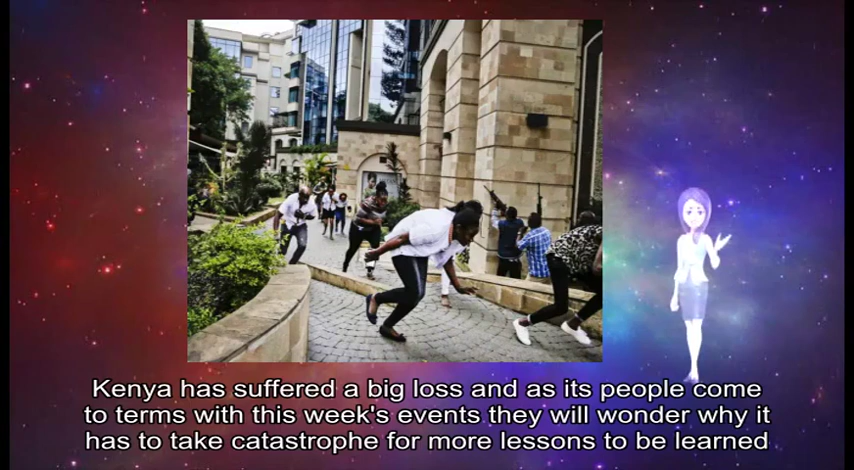 Kenya has suffered a big loss and as its people come
to terms with this week's events they will wonder why it
has to take catastrophe for more lessons to be learned